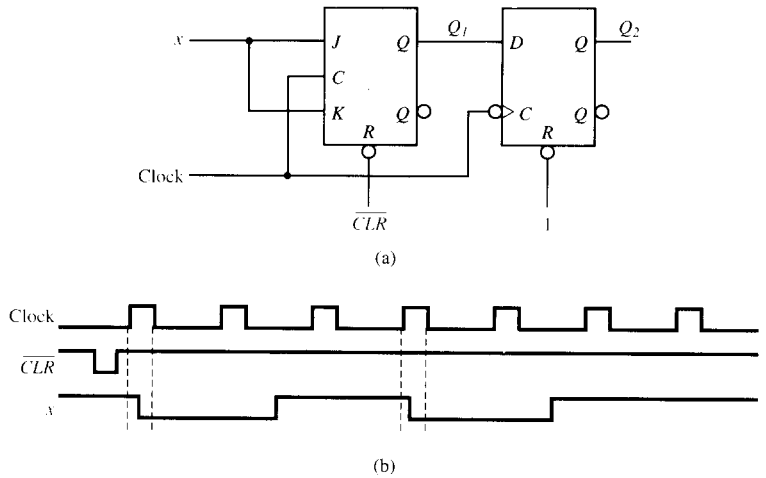 x J Q Q1 D Q Q2
C
K Q C Q
R R
Clock
CLR 1
(a)
Clock
CLR
x
(b)